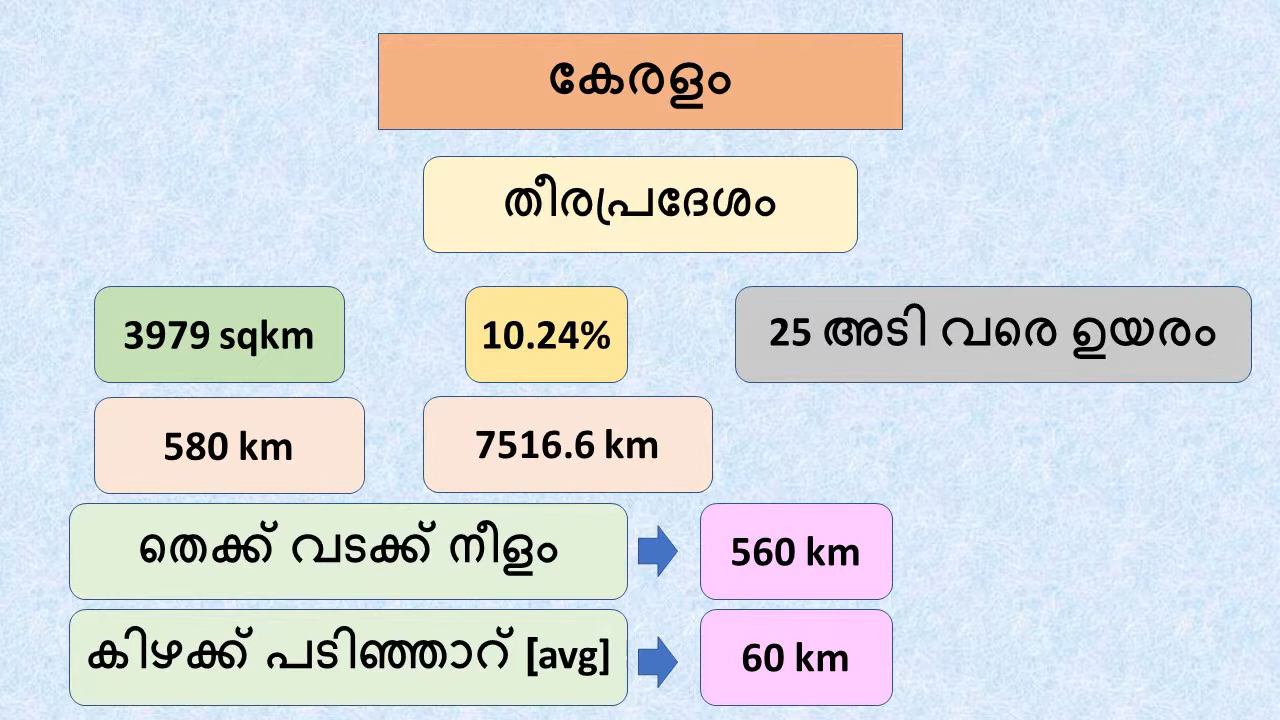 കേരളം
തീരപ്രദേശം
3979 sqkm
10.24%
25 അടി വരെ ഉയരം
580 km
7516.6 km
തെക്ക് വടക്ക് നീളം
560 km
കിഴക്ക് പടിഞ്ഞാറ് [avg]
60 km